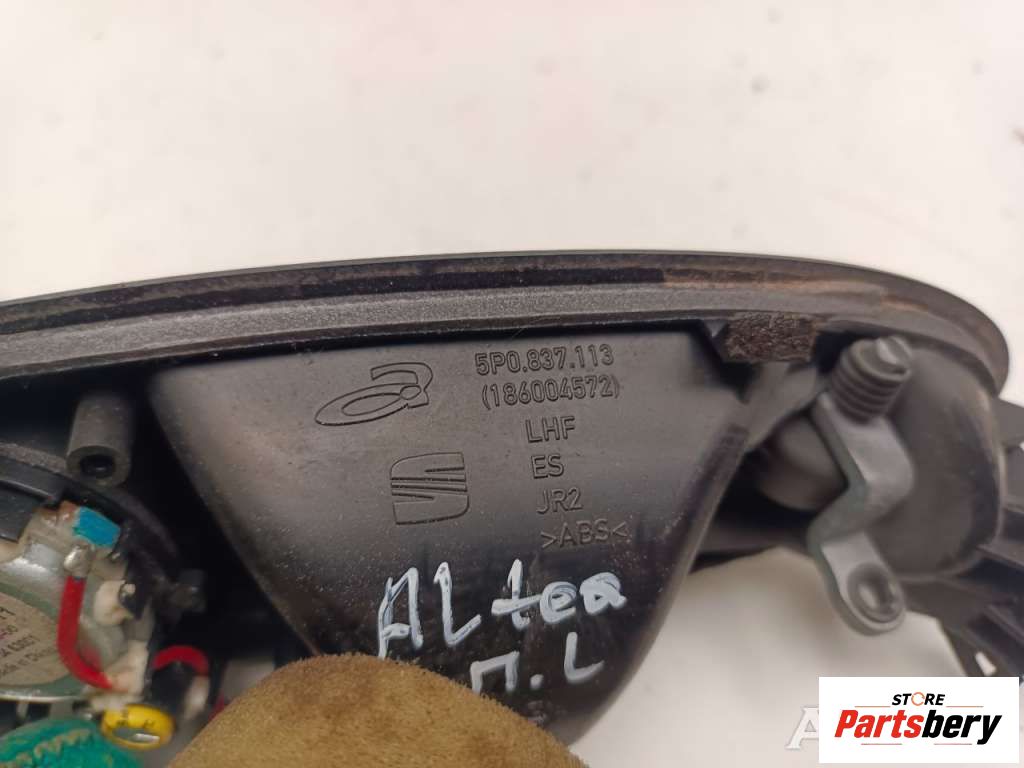 5P0.837.113
(186004572)
LHF
ES
JR2
>ABS<
Altea
п. L
STORE
Partsbery